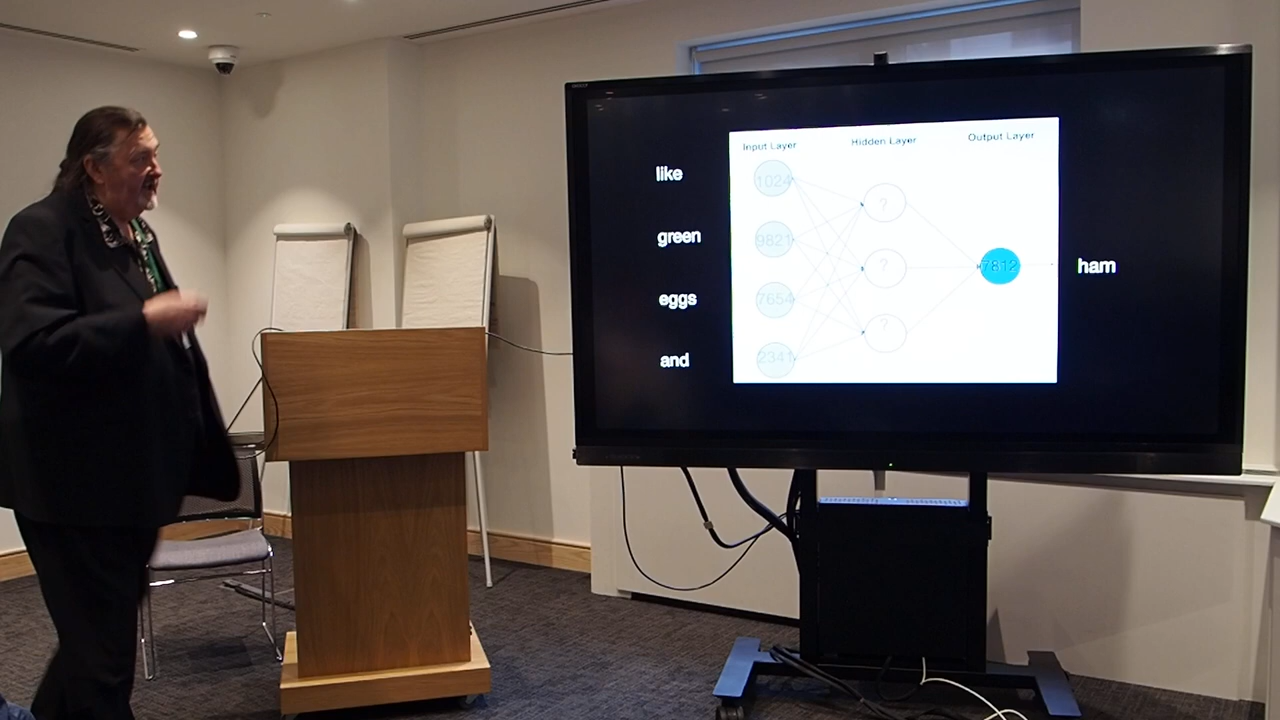 Input Layer Hidden Layer Output Layer
like 1024 ?
green 9821
eggs 7654 ? 7812 ham
and 2341 ?